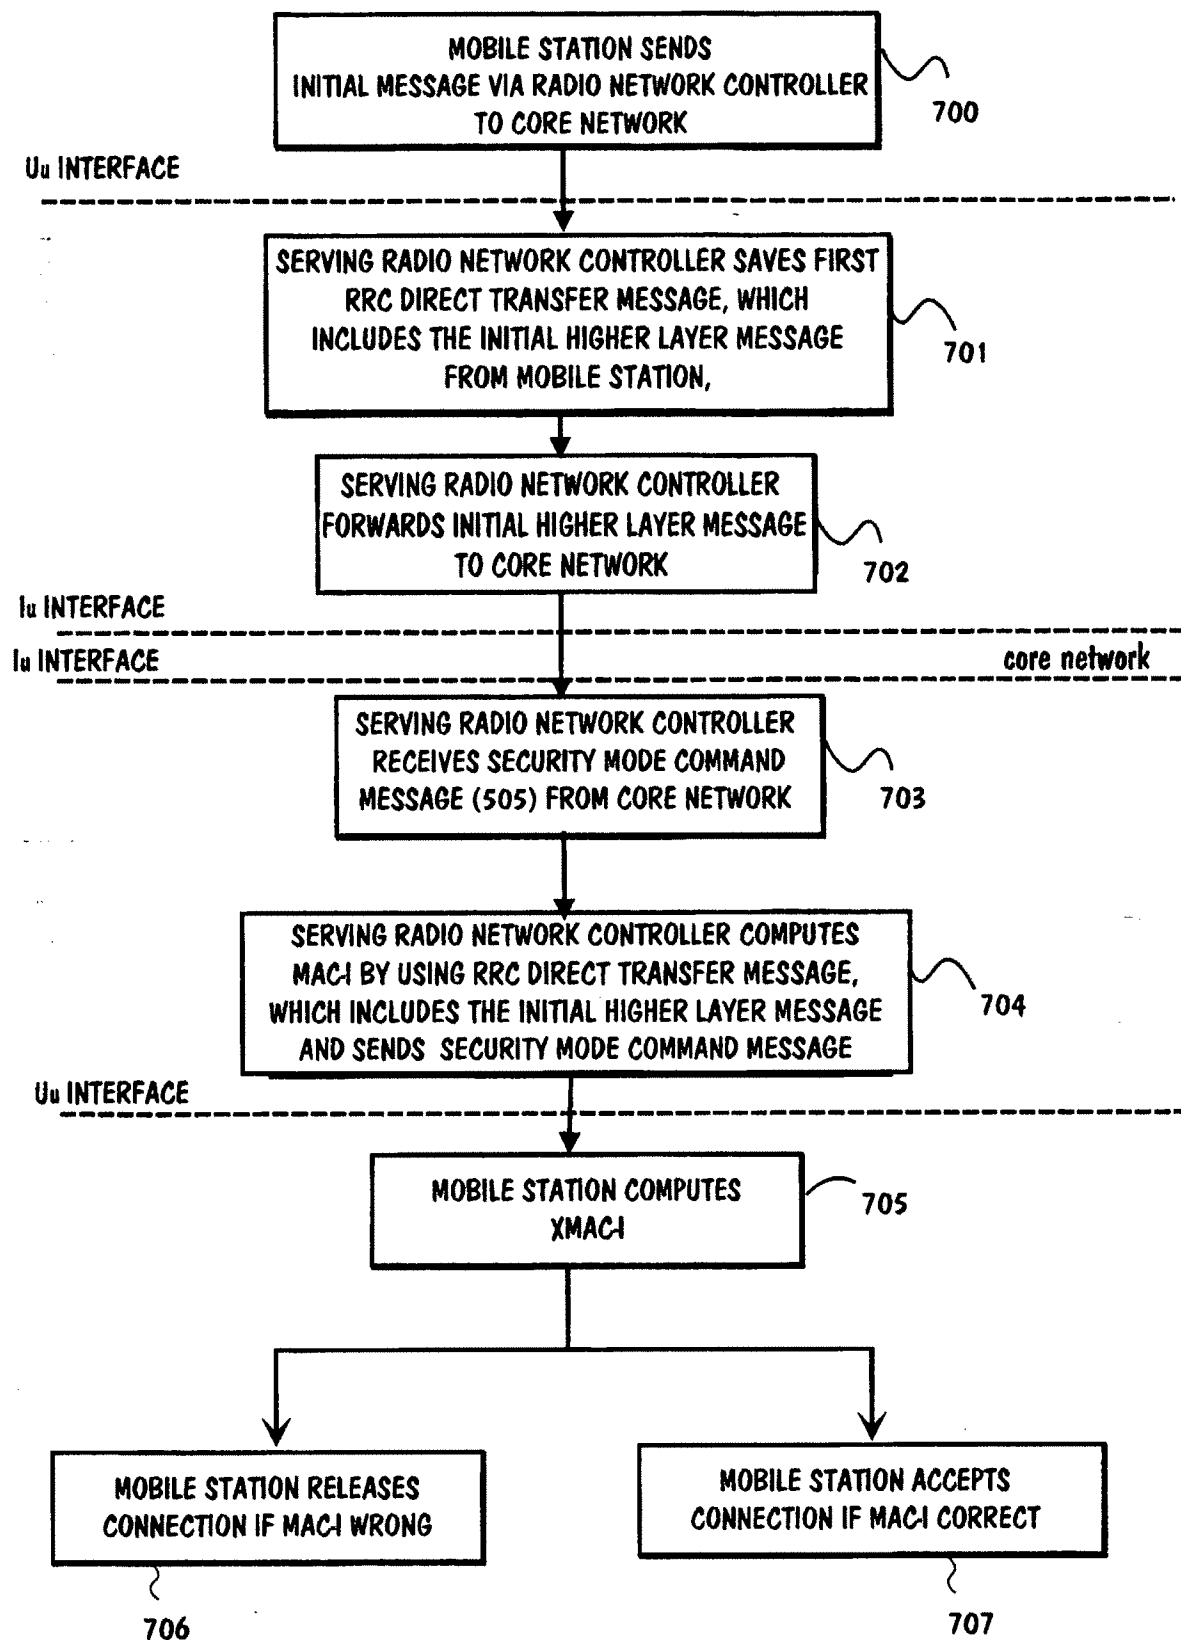 MOBILE STATION SENDS
INITIAL MESSAGE VIA RADIO NETWORK CONTROLLER
TO CORE NETWORK
700
Uu INTERFACE
SERVING RADIO NETWORK CONTROLLER SAVES FIRST
RRC DIRECT TRANSFER MESSAGE, WHICH
INCLUDES THE INITIAL HIGHER LAYER MESSAGE
FROM MOBILE STATION,
701
SERVING RADIO NETWORK CONTROLLER
FORWARDS INITIAL HIGHER LAYER MESSAGE
TO CORE NETWORK
702
Iu INTERFACE
Iu INTERFACE
core network
SERVING RADIO NETWORK CONTROLLER
RECEIVES SECURITY MODE COMMAND
MESSAGE (505) FROM CORE NETWORK
703
SERVING RADIO NETWORK CONTROLLER COMPUTES
MAC-I BY USING RRC DIRECT TRANSFER MESSAGE,
WHICH INCLUDES THE INITIAL HIGHER LAYER MESSAGE
AND SENDS SECURITY MODE COMMAND MESSAGE
704
Uu INTERFACE
MOBILE STATION COMPUTES
XMAC-I
705
MOBILE STATION RELEASES
CONNECTION IF MAC-I WRONG
706
MOBILE STATION ACCEPTS
CONNECTION IF MAC-I CORRECT
707